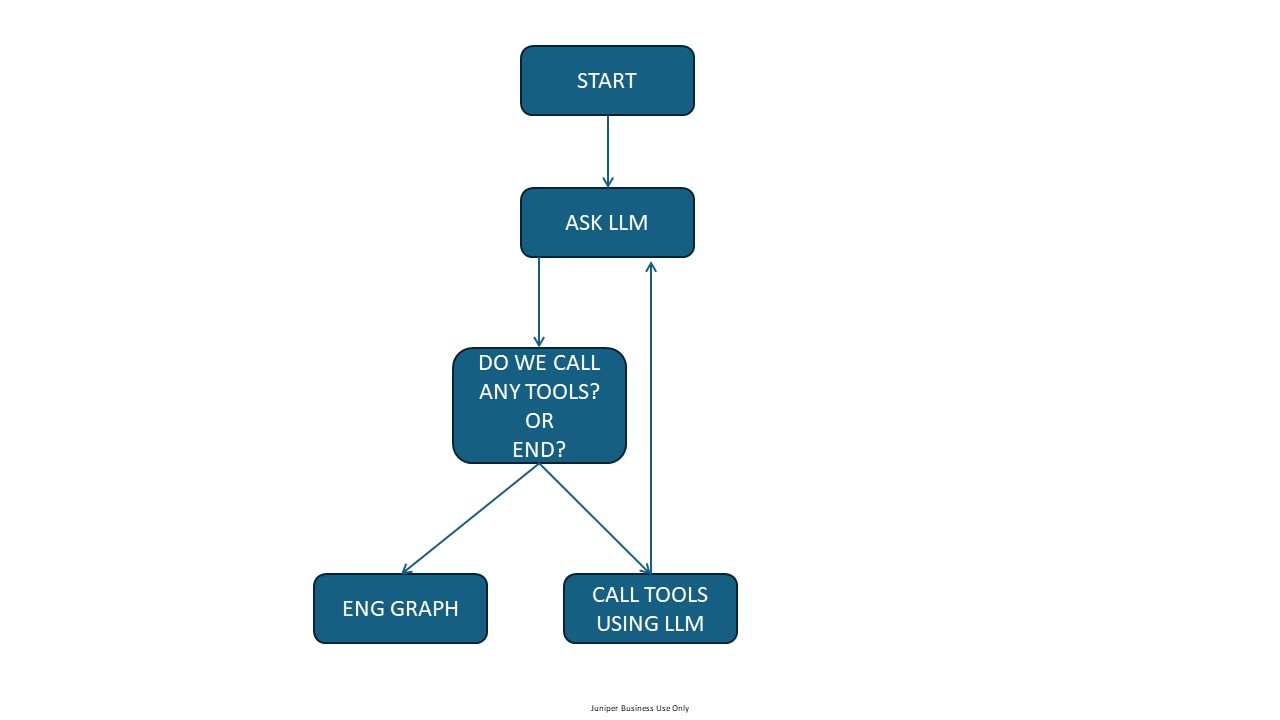 START
ASK LLM
DO WE CALL
ANY TOOLS?
OR
END?
ENG GRAPH
CALL TOOLS
USING LLM
Juniper Business Use Only